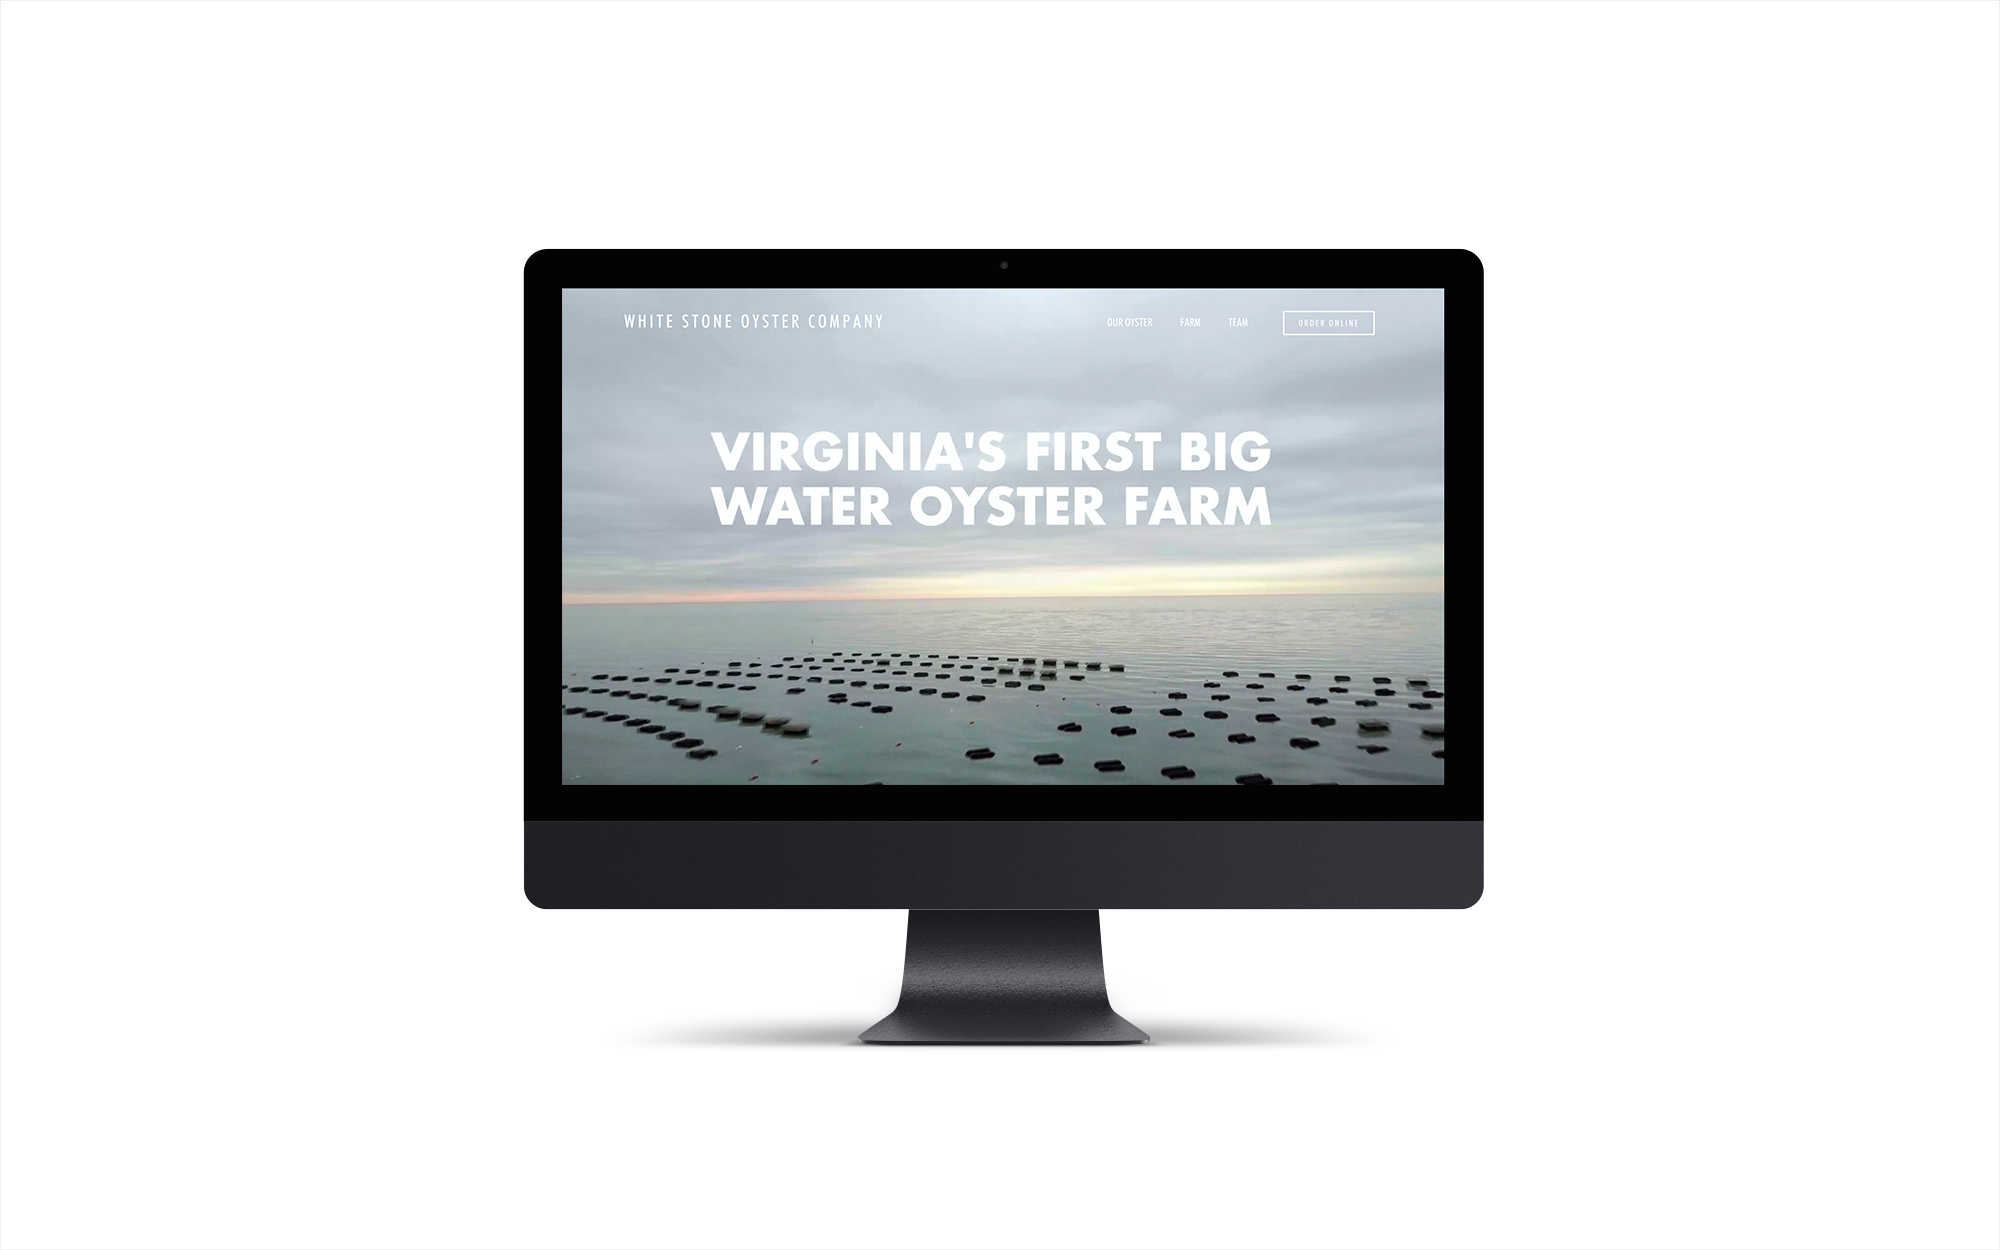 WHITE STONE OYSTER COMPANY
OUR OYSTER FARM TEAM ORDER ONLINE
VIRGINIA'S FIRST BIG
WATER OYSTER FARM